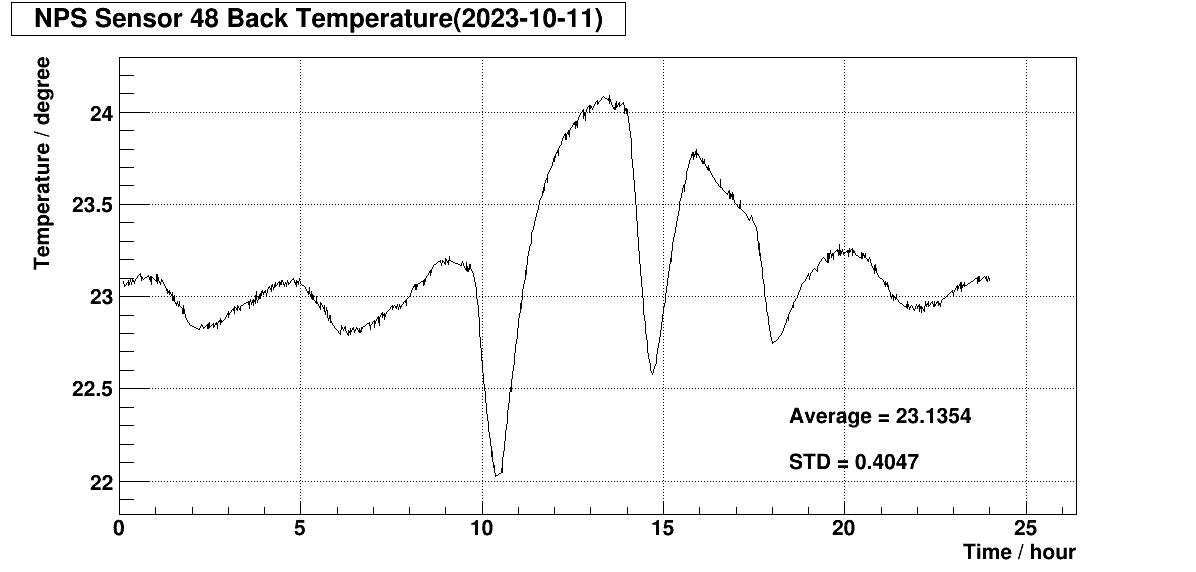 NPS Sensor 48 Back Temperature(2023-10-11)
Temperature / degree
24
23.5
23
22.5
22
Average = 23.1354
STD = 0.4047
0 5 10 15 20 25
Time / hour